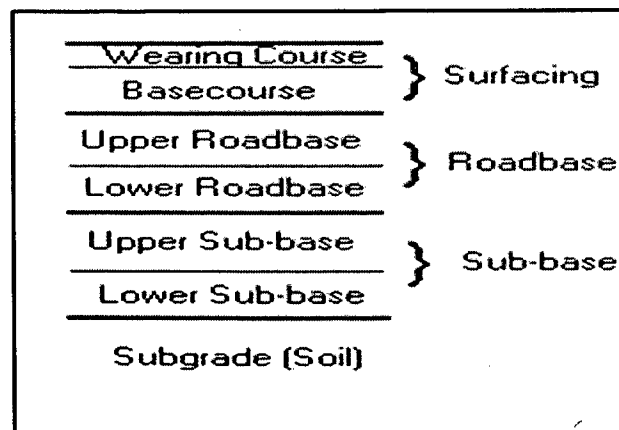 Wearing Course
Basecourse
Surfacing
Upper Roadbase
Lower Roadbase
Roadbase
Upper Sub-base
Lower Sub-base
Sub-base
Subgrade (Soil)